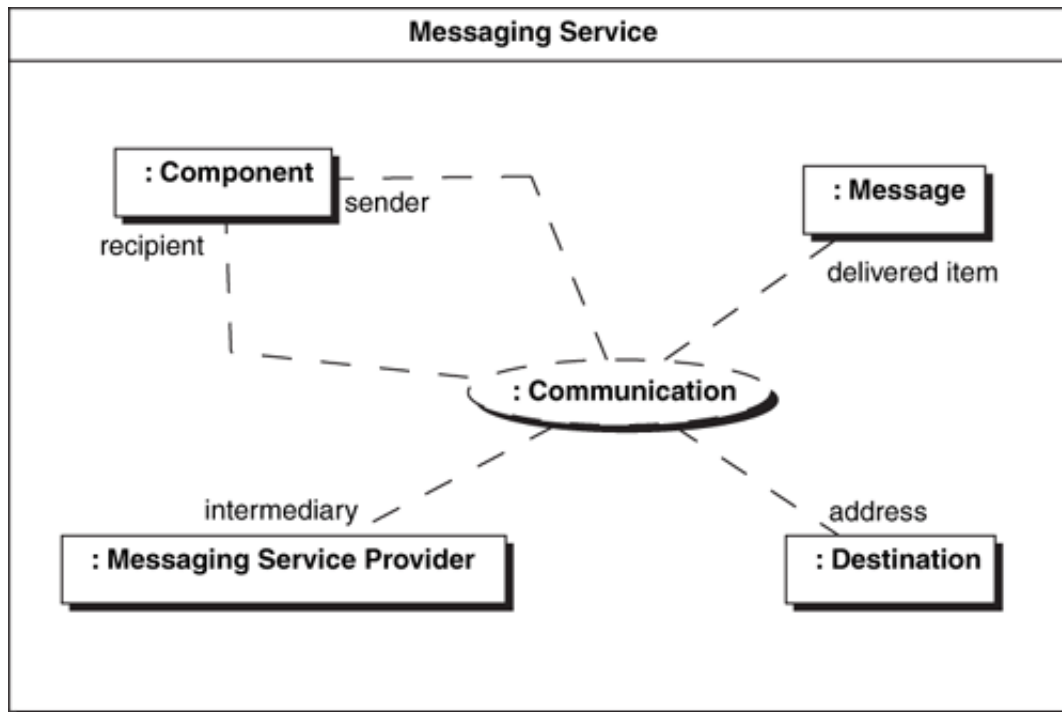 Messaging Service
: Component
sender
recipient
: Message
delivered item
: Communication
intermediary
: Messaging Service Provider
address
: Destination